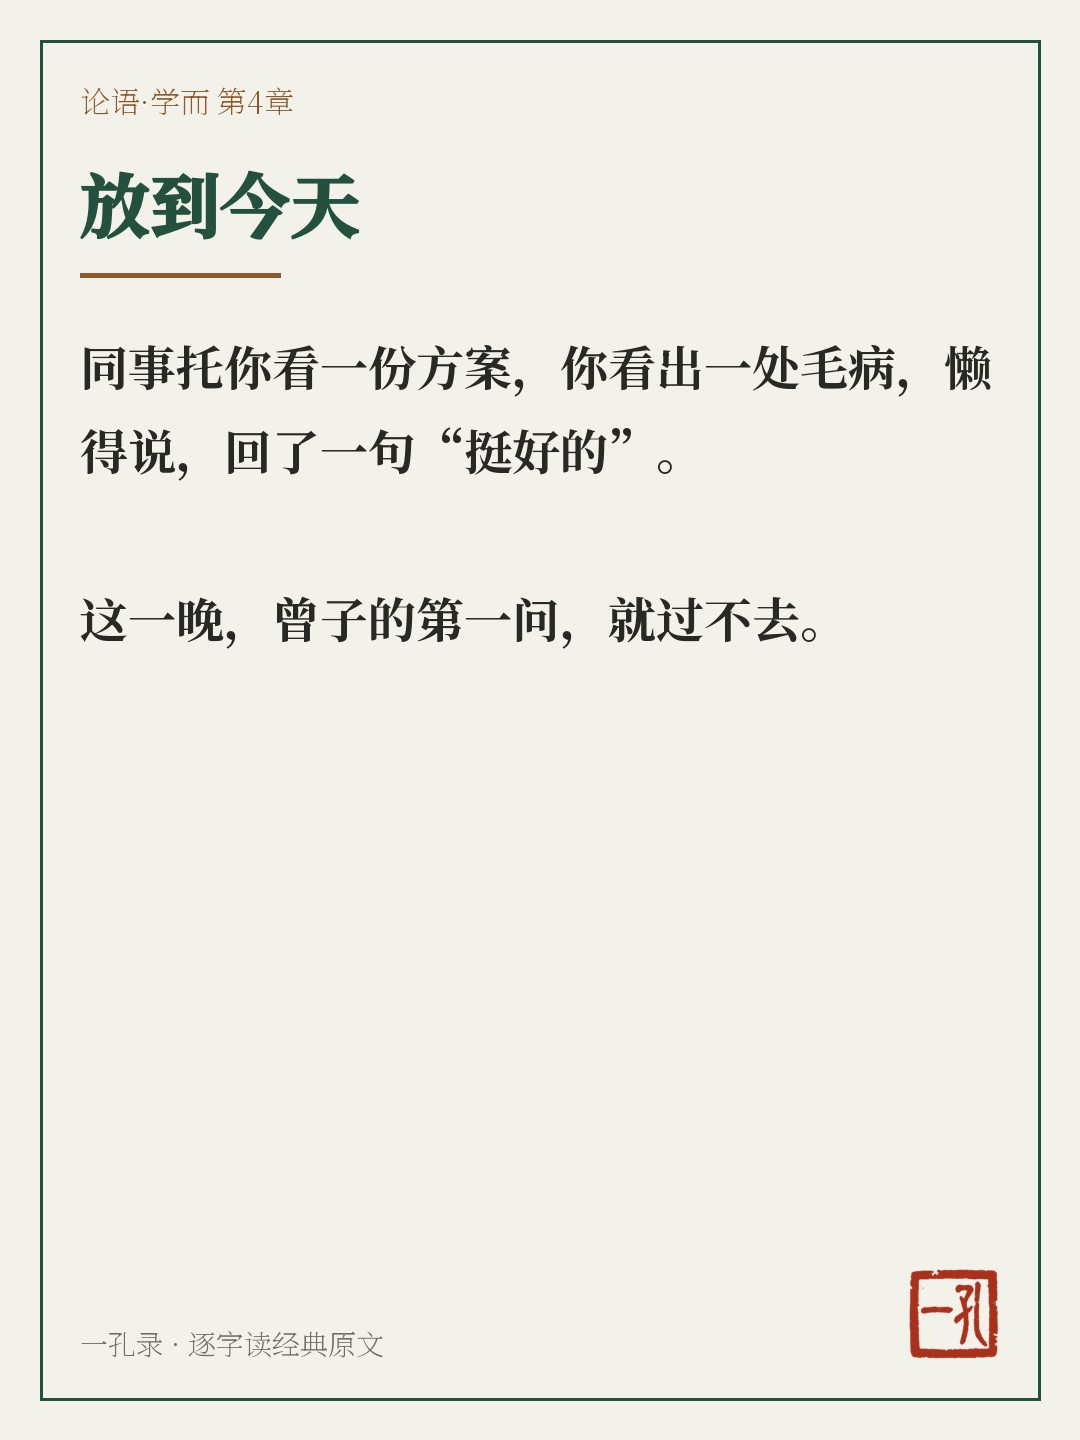 论语·学而 第4章
放到今天
同事托你看一份方案，你看出一处毛病，懒
得说，回了一句“挺好的”。
这一晚，曾子的第一问，就过不去。
一孔
一孔录 · 逐字读经典原文